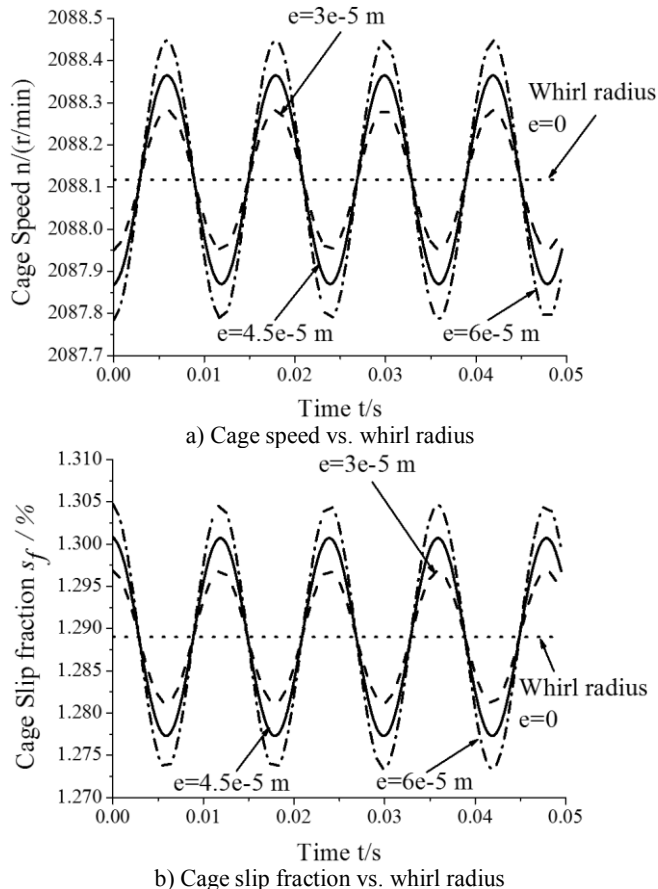 2088.5
2088.4
2088.3
2088.2
2088.1
2088.0
2087.9
2087.8
2087.7
Cage Speed n/(r/min)
e=3e-5 m
Whirl radius
e=0
e=4.5e-5 m
e=6e-5 m
0.00 0.01 0.02 0.03 0.04 0.05
Time t/s
a) Cage speed vs. whirl radius
1.310
1.305
1.300
1.295
1.290
1.285
1.280
1.275
1.270
Cage Slip fraction sf / %
e=3e-5 m
Whirl radius
e=0
e=4.5e-5 m
e=6e-5 m
0.00 0.01 0.02 0.03 0.04 0.05
Time t/s
b) Cage slip fraction vs. whirl radius